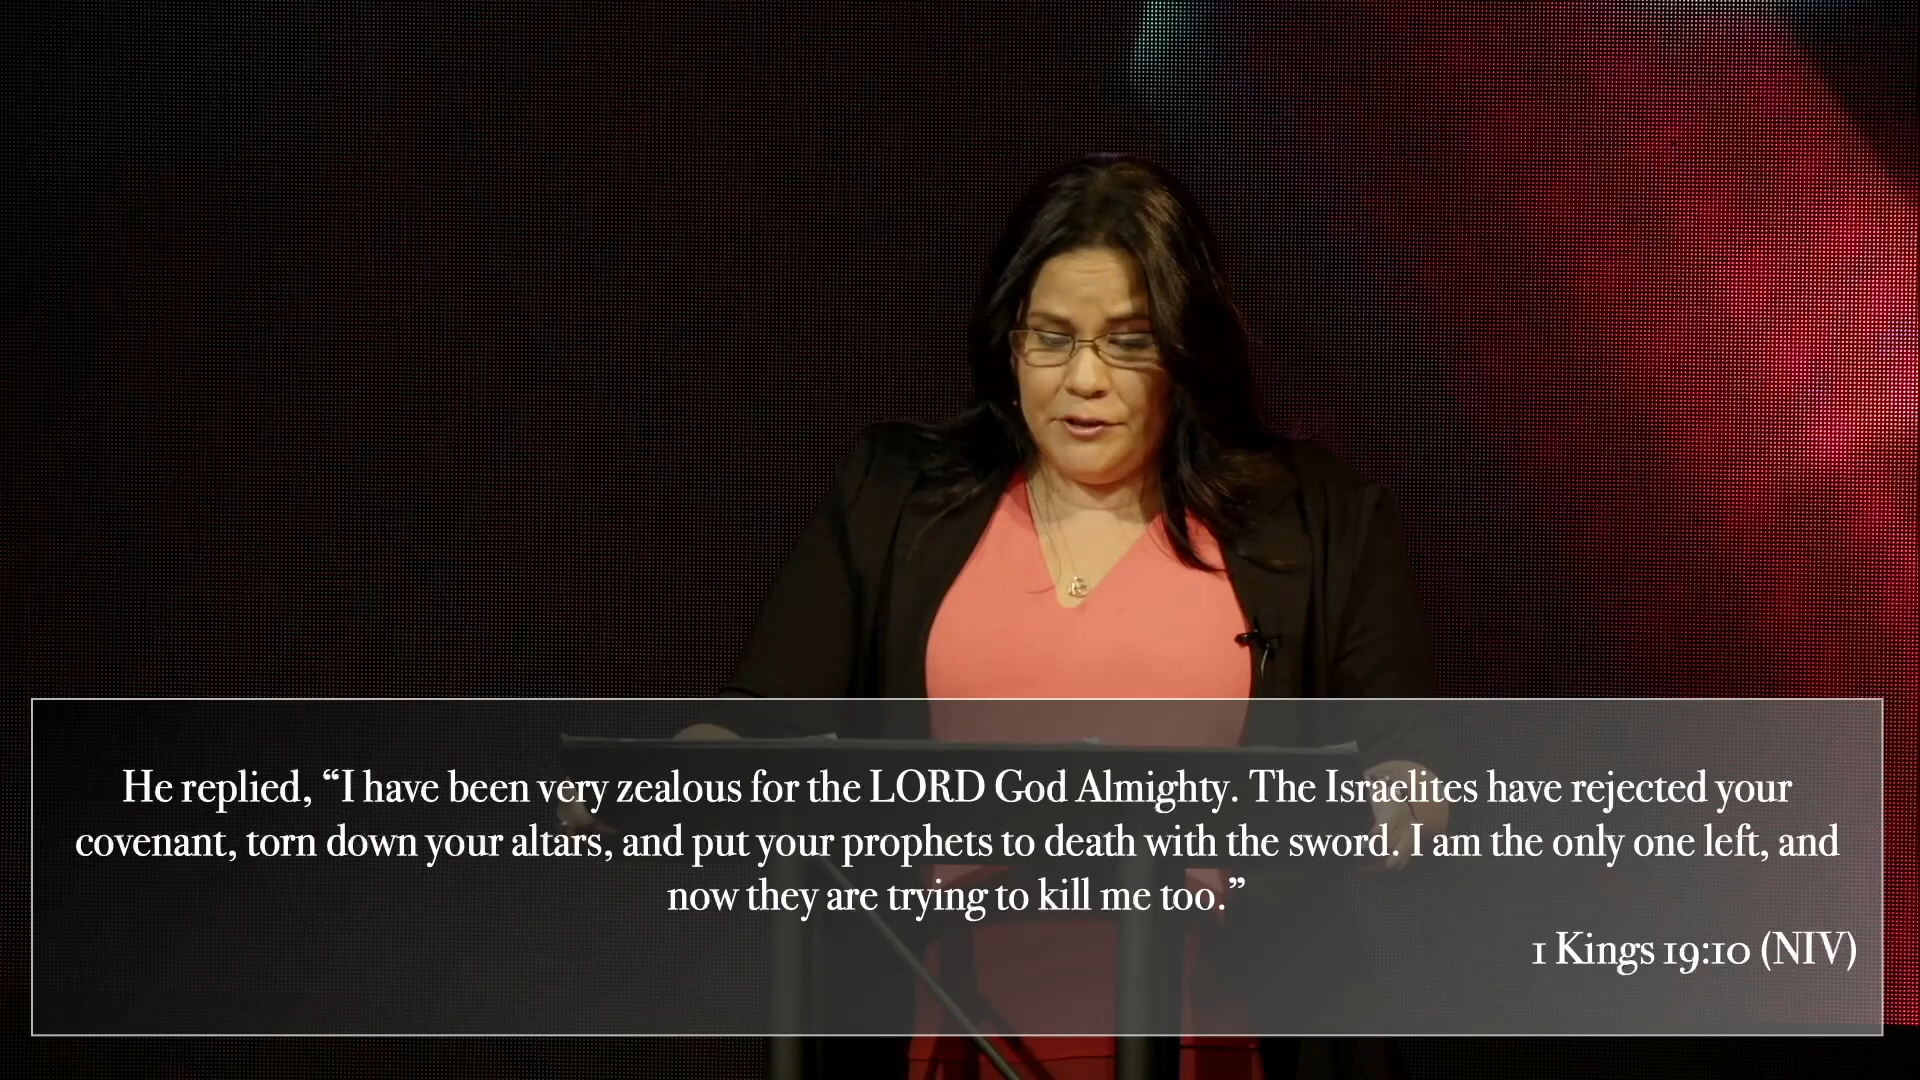 He replied, “I have been very zealous for the LORD God Almighty. The Israelites have rejected your
covenant, torn down your altars, and put your prophets to death with the sword. I am the only one left, and
now they are trying to kill me too.”
1 Kings 19:10 (NIV)